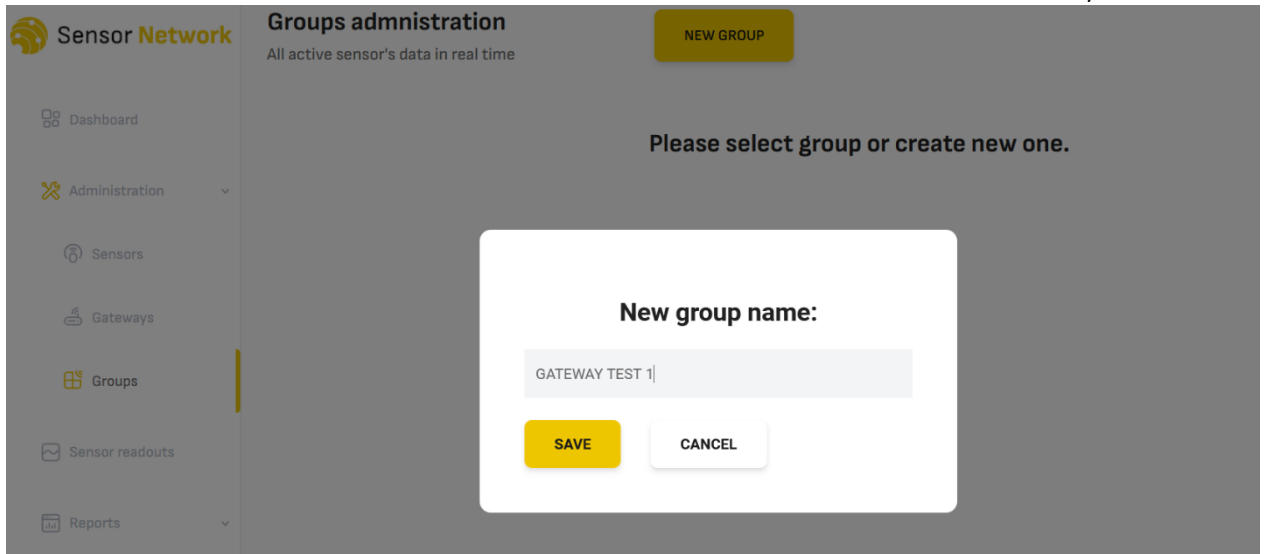 Sensor Network
Groups admnistration
All active sensor's data in real time
NEW GROUP
Dashboard
Please select group or create new one.
Administration
Sensors
Gateways
Groups
Sensor readouts
Reports
New group name:
GATEWAY TEST 1
SAVE
CANCEL